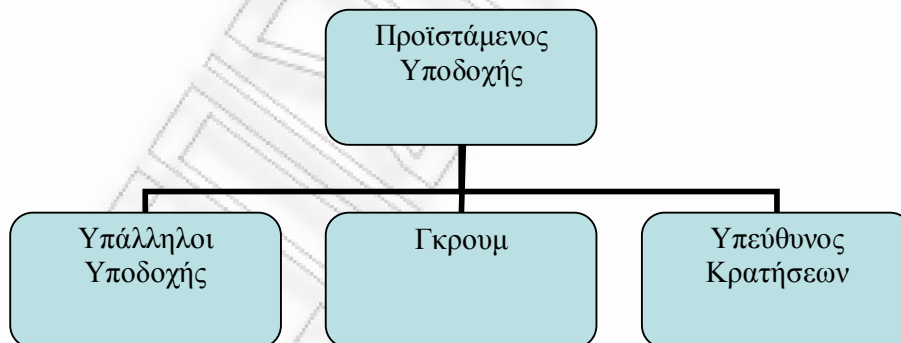 Προϊστάμενος
Υποδοχής
Υπάλληλοι
Υποδοχής
Γκρουμ
Υπεύθυνος
Κρατήσεων